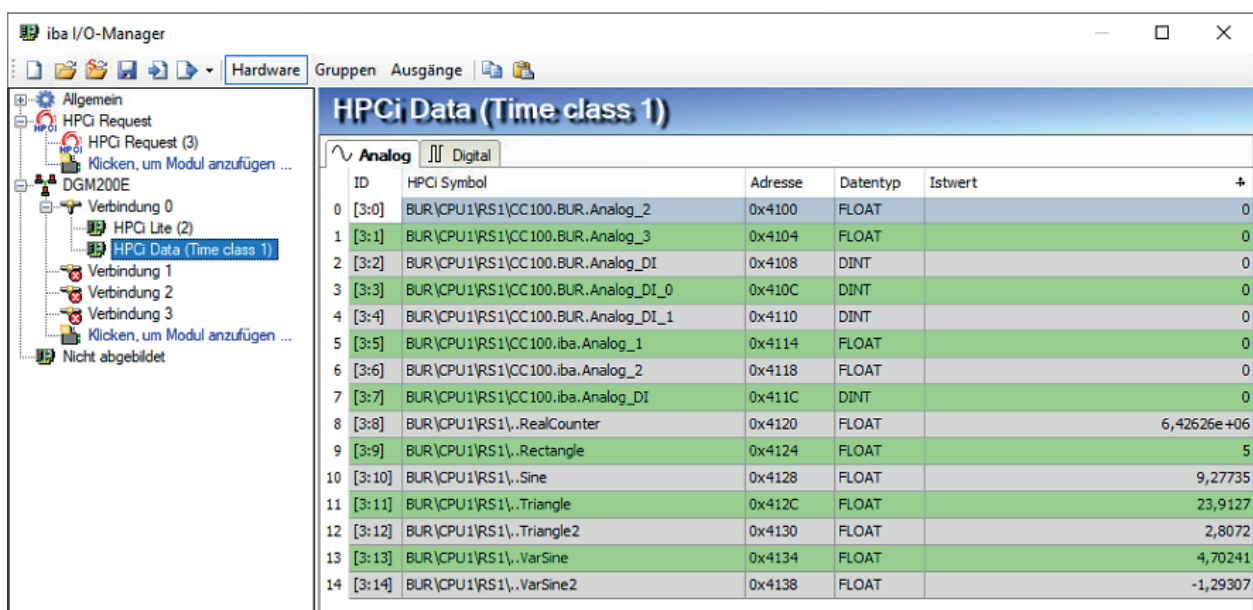 iba I/O-Manager
Hardware Gruppen Ausgänge
Allgemein
HPCi Request
HPCi Request (3)
Klicken, um Modul anzufügen ...
DGM200E
Verbindung 0
HPCi Lite (2)
HPCi Data (Time class 1)
Verbindung 1
Verbindung 2
Verbindung 3
Klicken, um Modul anzufügen ...
Nicht abgebildet
HPCi Data (Time class 1)
Analog Digital
ID HPCi Symbol Adresse Datentyp Istwert
0 [3:0] BUR\CPU1\RS1\CC100.BUR.Analog_2 0x4100 FLOAT 0
1 [3:1] BUR\CPU1\RS1\CC100.BUR.Analog_3 0x4104 FLOAT 0
2 [3:2] BUR\CPU1\RS1\CC100.BUR.Analog_DI 0x4108 DINT 0
3 [3:3] BUR\CPU1\RS1\CC100.BUR.Analog_DI_0 0x410C DINT 0
4 [3:4] BUR\CPU1\RS1\CC100.BUR.Analog_DI_1 0x4110 DINT 0
5 [3:5] BUR\CPU1\RS1\CC100.iba.Analog_1 0x4114 FLOAT 0
6 [3:6] BUR\CPU1\RS1\CC100.iba.Analog_2 0x4118 FLOAT 0
7 [3:7] BUR\CPU1\RS1\CC100.iba.Analog_DI 0x411C DINT 0
8 [3:8] BUR\CPU1\RS1\..RealCounter 0x4120 FLOAT 6,42626e+06
9 [3:9] BUR\CPU1\RS1\..Rectangle 0x4124 FLOAT 5
10 [3:10] BUR\CPU1\RS1\..Sine 0x4128 FLOAT 9,27735
11 [3:11] BUR\CPU1\RS1\..Triangle 0x412C FLOAT 23,9127
12 [3:12] BUR\CPU1\RS1\..Triangle2 0x4130 FLOAT 2,8072
13 [3:13] BUR\CPU1\RS1\..VarSine 0x4134 FLOAT 4,70241
14 [3:14] BUR\CPU1\RS1\..VarSine2 0x4138 FLOAT -1,29307